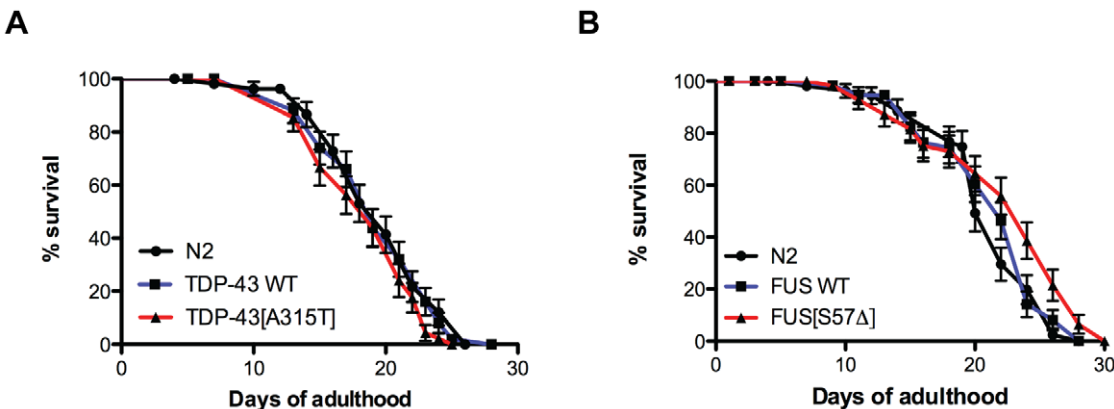 A
B
100
80
60
40
20
0
% survival
N2
TDP-43 WT
TDP-43[A315T]
0 10 20 30
Days of adulthood
100
80
60
40
20
0
% survival
N2
FUS WT
FUS[S57Δ]
0 10 20 30
Days of adulthood